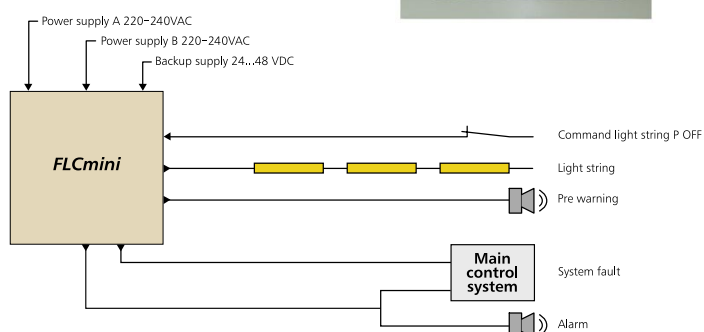 Power supply A 220-240VAC
Power supply B 220-240VAC
Backup supply 24...48 VDC
FLCmini
Command light string P OFF
Light string
Pre warning
Main
control
system
System fault
Alarm